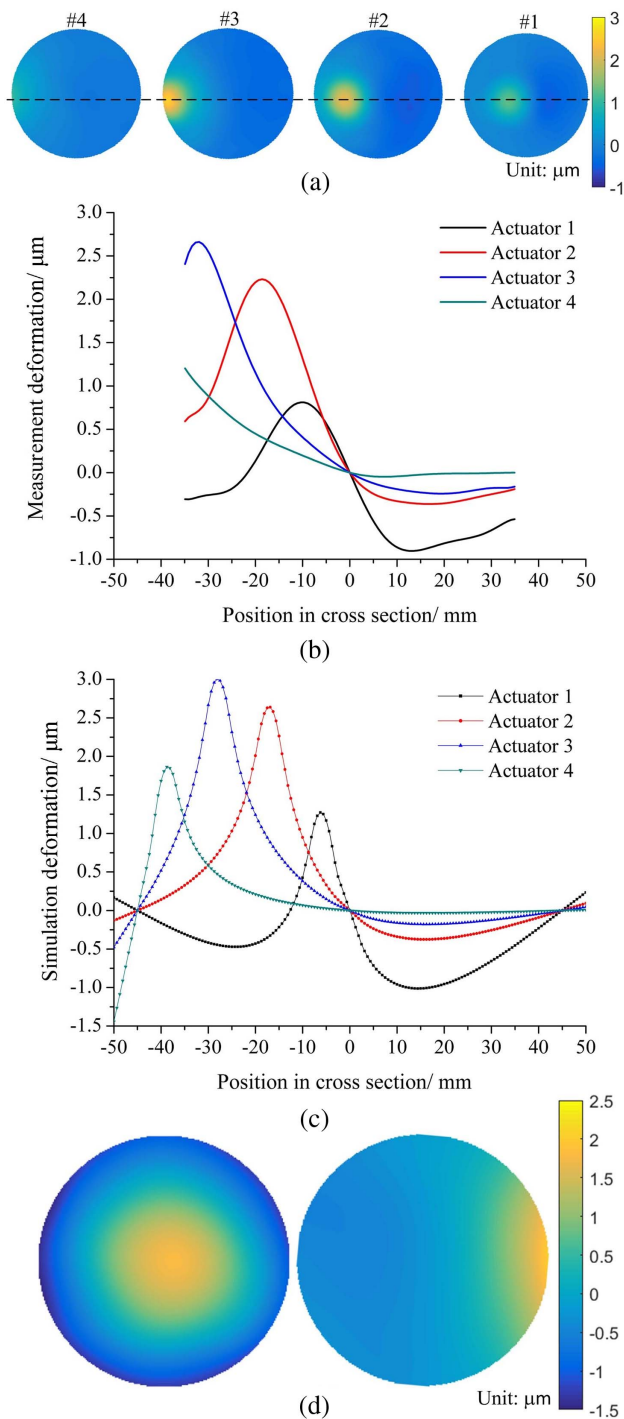 #4 #3 #2 #1
3
2
1
0
-1
Unit: μm
(a)
3.0
2.5
2.0
1.5
1.0
0.5
0.0
-0.5
-1.0
Measurement deformation/ μm
Actuator 1
Actuator 2
Actuator 3
Actuator 4
-50 -40 -30 -20 -10 0 10 20 30 40 50
Position in cross section/ mm
(b)
3.0
2.5
2.0
1.5
1.0
0.5
0.0
-0.5
-1.0
-1.5
Simulation deformation/ μm
Actuator 1
Actuator 2
Actuator 3
Actuator 4
-50 -40 -30 -20 -10 0 10 20 30 40 50
Position in cross section/ mm
(c)
2.5
2
1.5
1
0.5
0
-0.5
-1
-1.5
Unit: μm
(d)